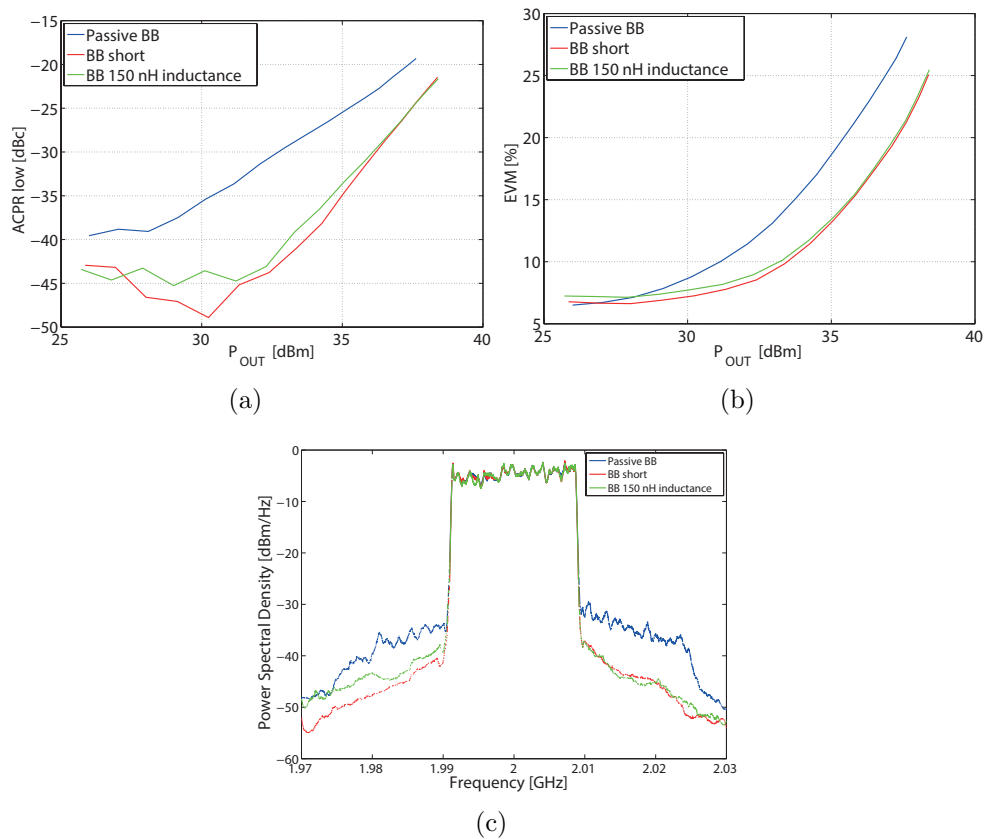 −15
−20
−25
−30
−35
−40
−45
−50
25
30
35
40
ACPR low [dBc]
P_OUT [dBm]
Passive BB
BB short
BB 150 nH inductance
(a)
30
25
20
15
10
5
25
30
35
40
EVM [%]
P_OUT [dBm]
Passive BB
BB short
BB 150 nH inductance
(b)
0
−10
−20
−30
−40
−50
−60
1.97
1.98
1.99
2
2.01
2.02
2.03
Power Spectral Density [dBm/Hz]
Frequency [GHz]
Passive BB
BB short
BB 150 nH inductance
(c)